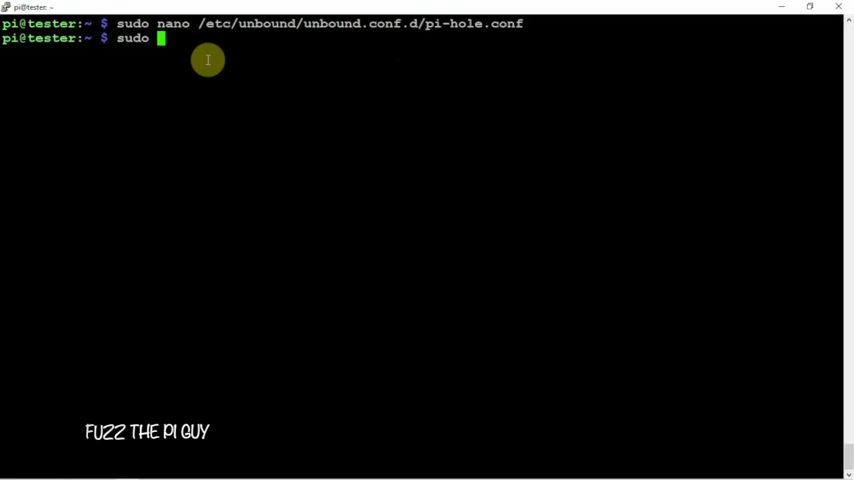 pi@tester: ~
pi@tester:~ $ sudo nano /etc/unbound/unbound.conf.d/pi-hole.conf
pi@tester:~ $ sudo
FUZZ THE PI GUY